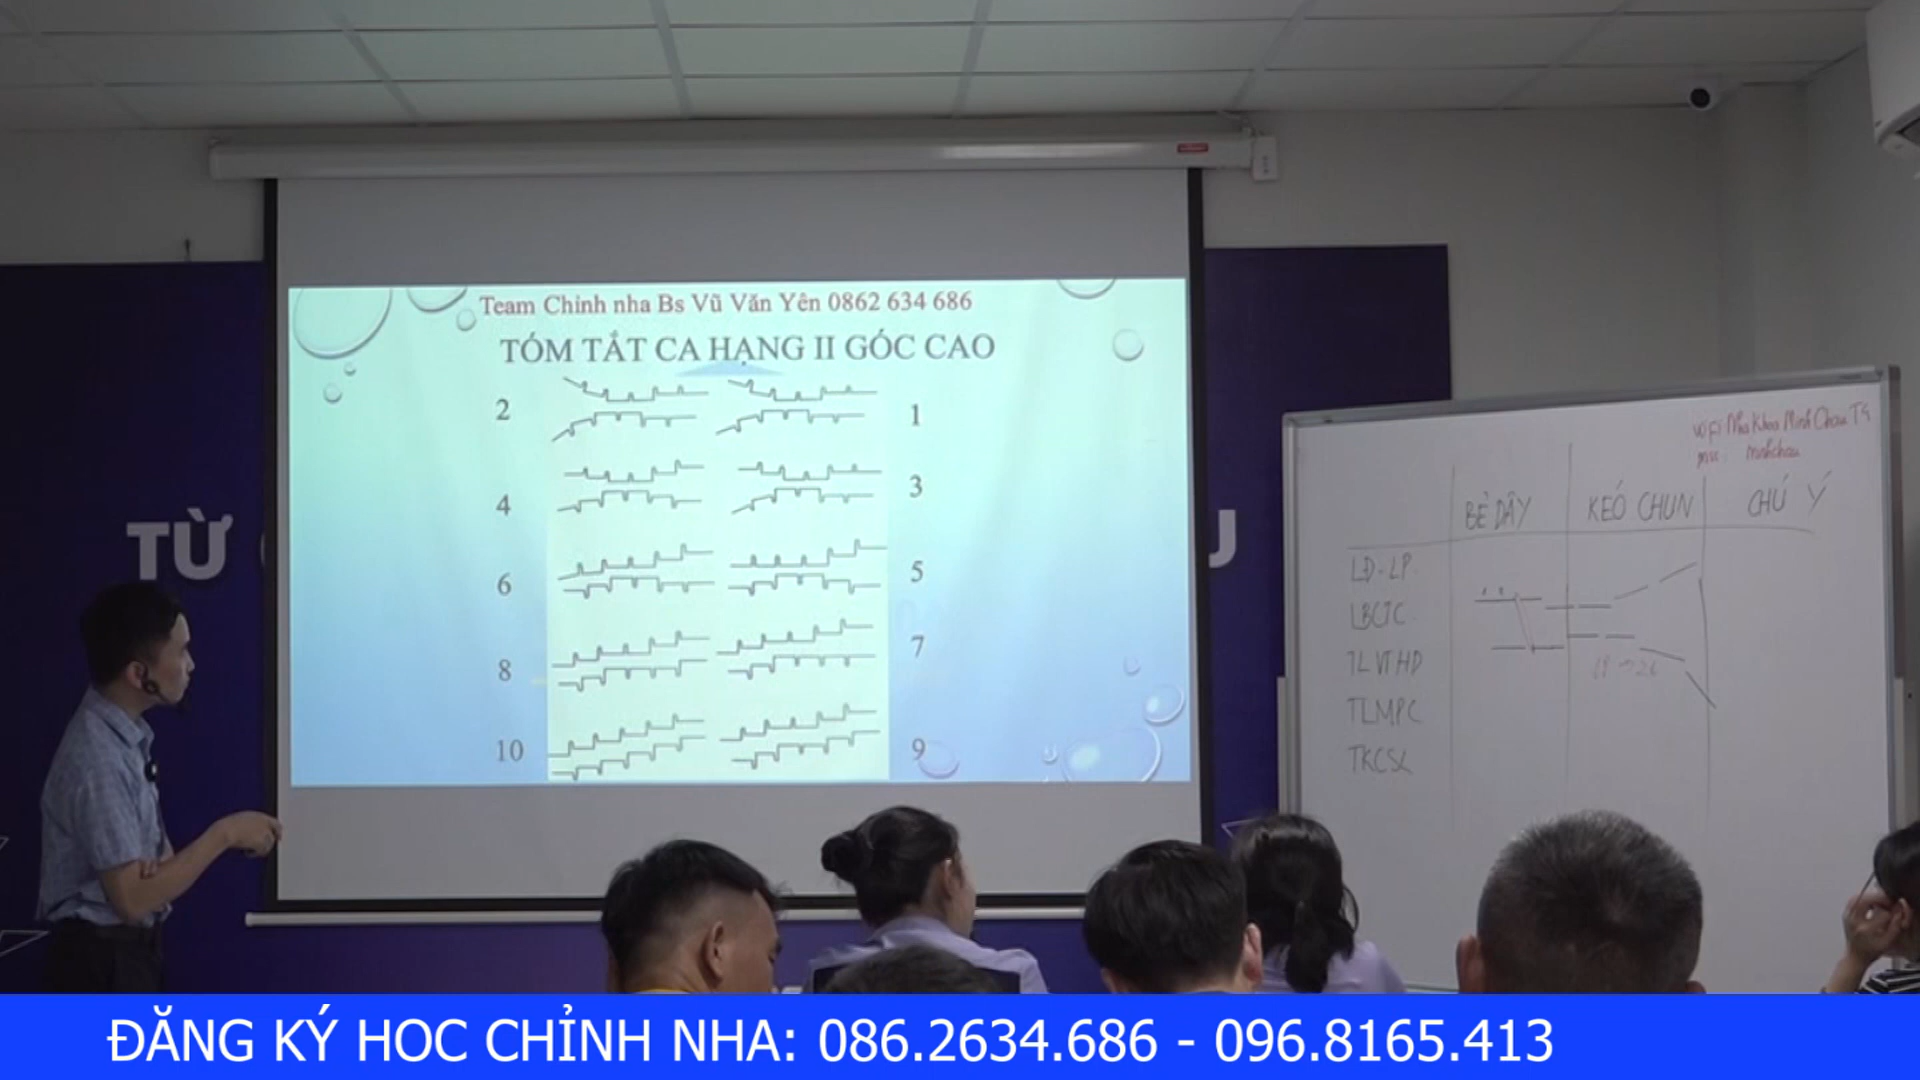 Team Chỉnh nha Bs Vũ Văn Yên 0862 634 686
TÓM TẮT CA HẠNG II GÓC CAO
2
1
4
3
6
5
8
7
10
9
TỪ
U
BẺ DÂY
KÉO CHUN
CHÚ Ý
LĐ-LP
LBCTC
TLVTHD
TLMPC
TKCSK
ĐĂNG KÝ HOC CHỈNH NHA: 086.2634.686 - 096.8165.413